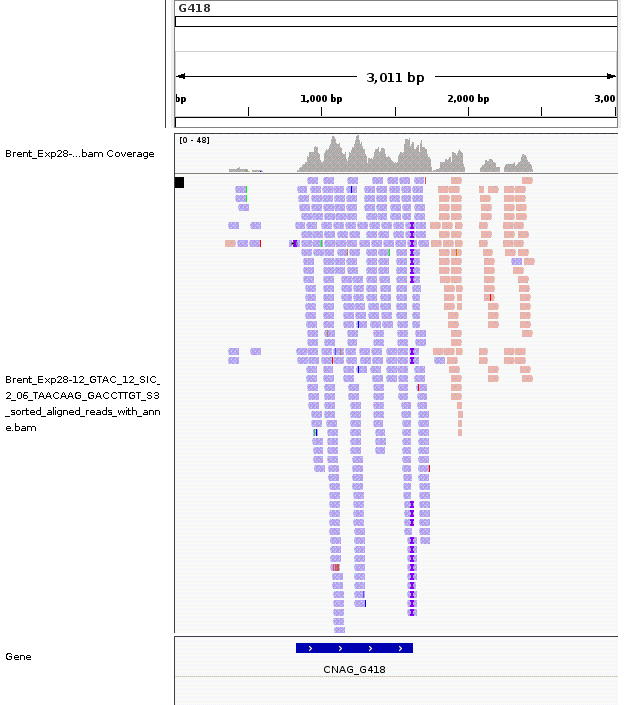 G418
3,011 bp
bp 1,000 bp 2,000 bp 3,00
[0 - 48]
Brent_Exp28-...bam Coverage
Brent_Exp28-12_GTAC_12_SIC_
2_06_TAACAAG_GACCTTGT_S3
_sorted_aligned_reads_with_ann
e.bam
Gene
CNAG_G418